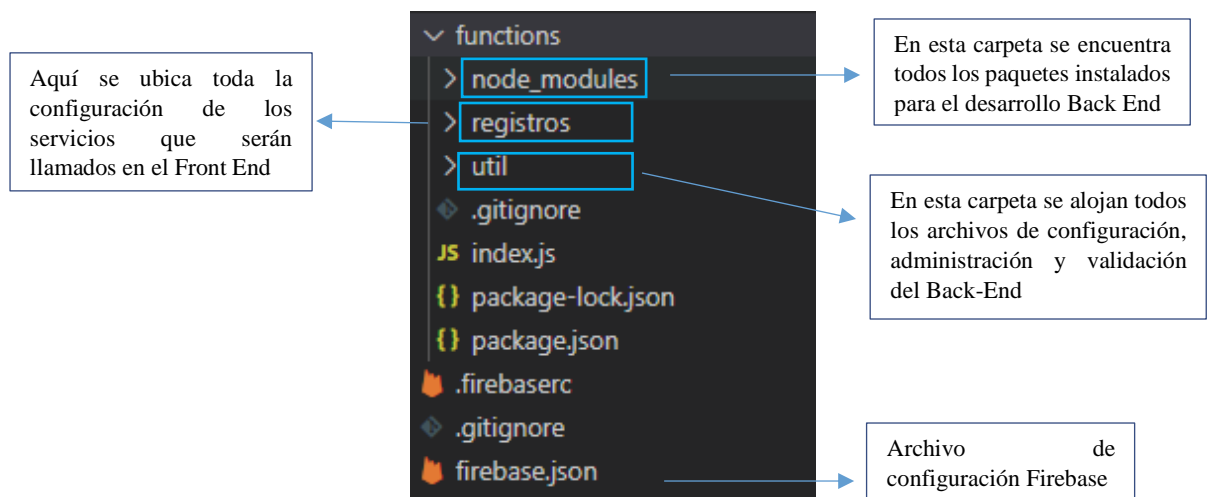 Aquí se ubica toda la
configuración de los
servicios que serán
llamados en el Front End
functions
node_modules
registros
util
.gitignore
JS index.js
{} package-lock.json
{} package.json
.firebaserc
.gitignore
firebase.json
En esta carpeta se encuentra
todos los paquetes instalados
para el desarrollo Back End
En esta carpeta se alojan todos
los archivos de configuración,
administración y validación
del Back-End
Archivo de
configuración Firebase